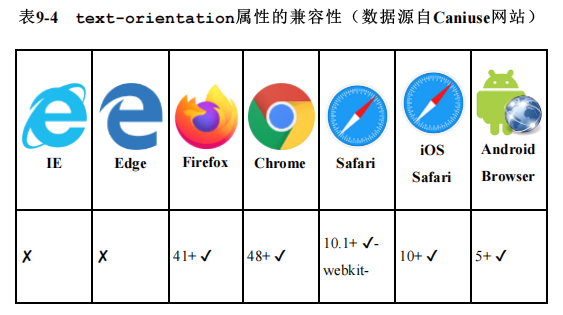 表9-4 text-orientation属性的兼容性（数据源自Caniuse网站）
IE
Edge
Firefox
Chrome
Safari
iOS
Safari
Android
Browser
✗
✗
41+ ✓
48+ ✓
10.1+ ✓-
webkit-
10+ ✓
5+ ✓